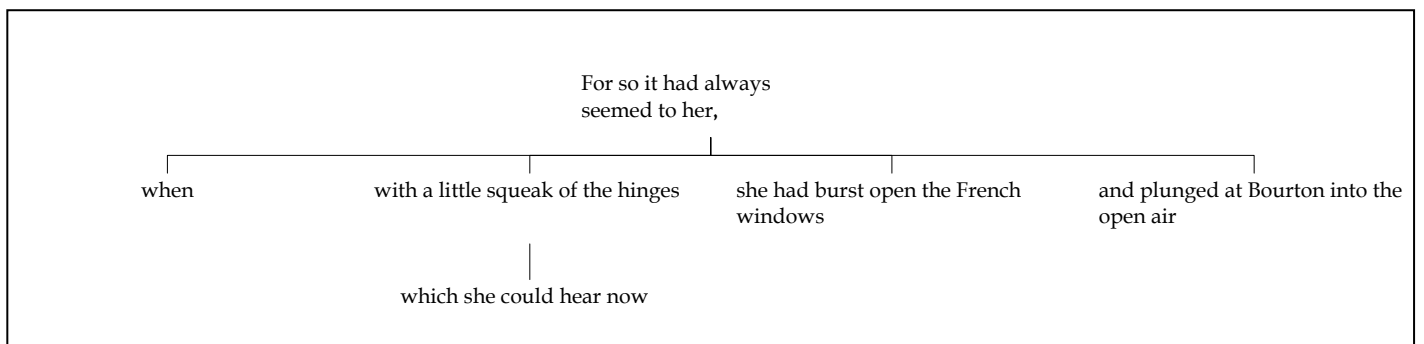 For so it had always
seemed to her,
when
with a little squeak of the hinges
she had burst open the French
windows
and plunged at Bourton into the
open air
which she could hear now